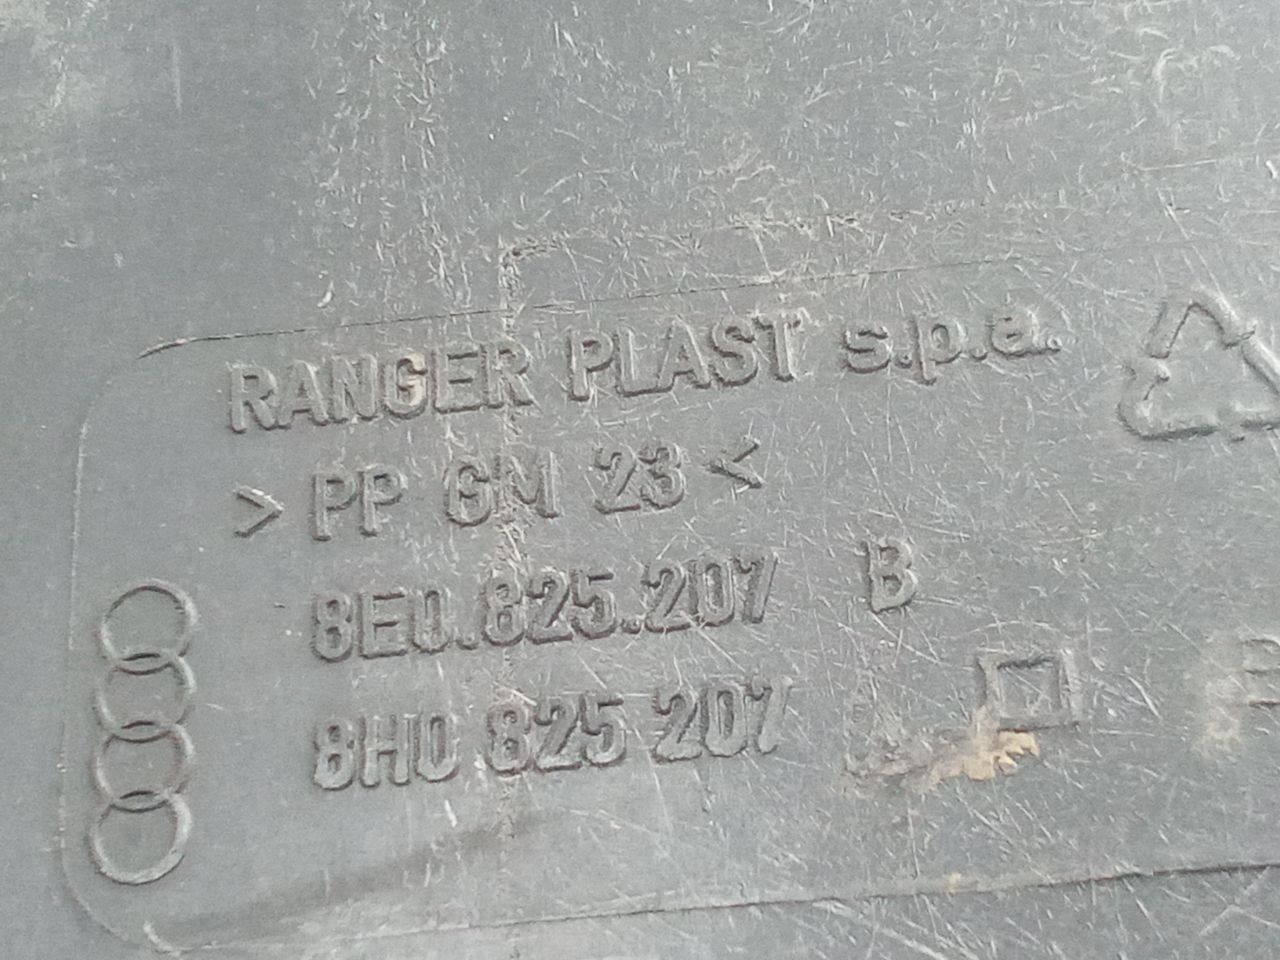 RANGER PLAST s.p.a.
> PP GM 23 <
8E0.825.207 B
8H0 825 207